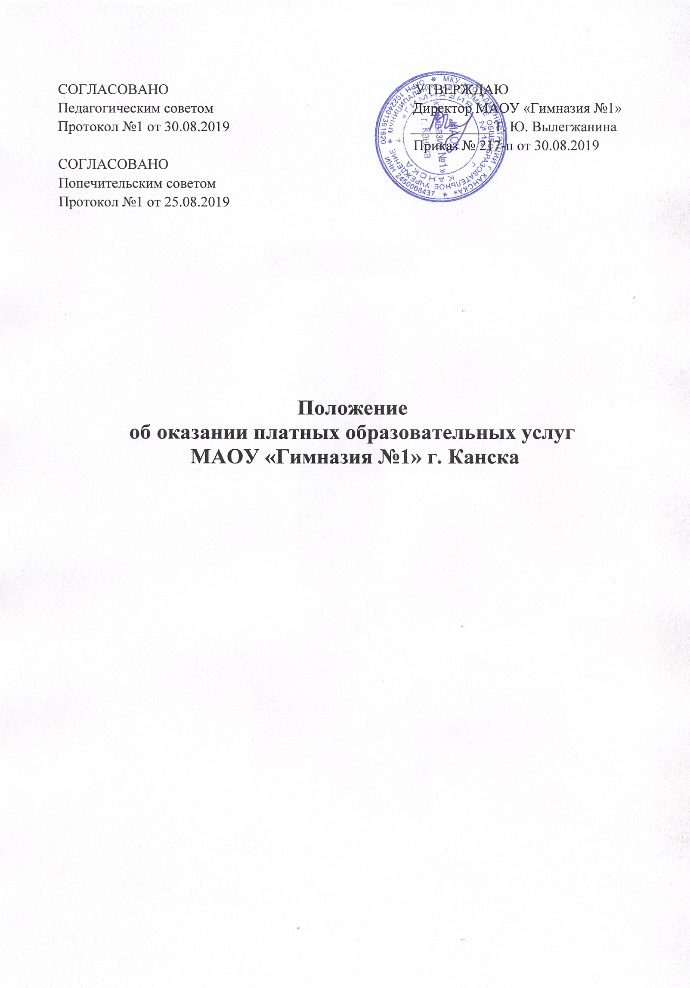 СОГЛАСОВАНО
Педагогическим советом
Протокол №1 от 30.08.2019
СОГЛАСОВАНО
Попечительским советом
Протокол №1 от 25.08.2019
УТВЕРЖДАЮ
Директор МАОУ «Гимназия №1»
Ю. Вылегжанина
Приказ № 217-п от 30.08.2019
Положение
об оказании платных образовательных услуг
МАОУ «Гимназия №1» г. Канска